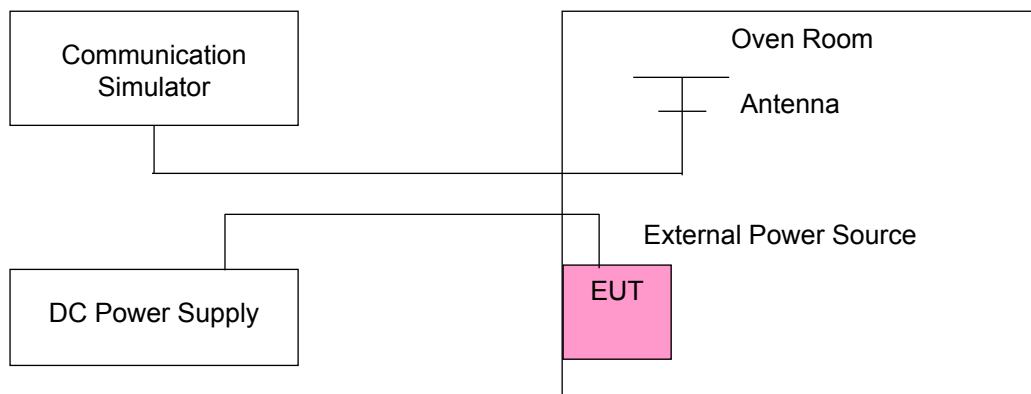 Communication
Simulator
Oven Room
Antenna
External Power Source
DC Power Supply
EUT